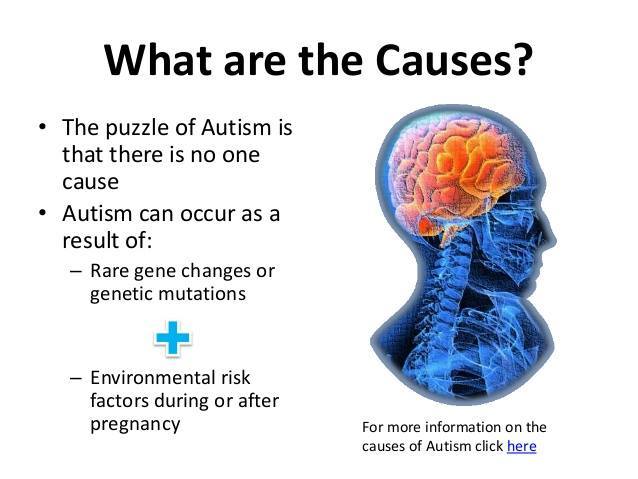 What are the Causes?
• The puzzle of Autism is
that there is no one
cause
• Autism can occur as a
result of:
– Rare gene changes or
genetic mutations
– Environmental risk
factors during or after
pregnancy
For more information on the
causes of Autism click here